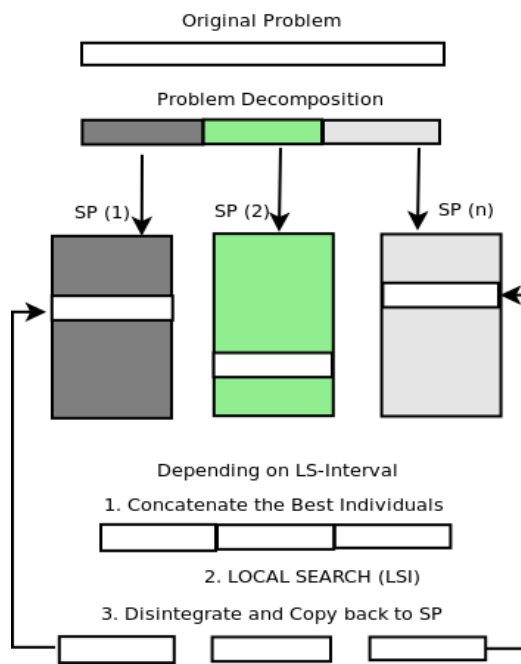 Original Problem
Problem Decomposition
SP (1)
SP (2)
SP (n)
Depending on LS-Interval
1. Concatenate the Best Individuals
2. LOCAL SEARCH (LSI)
3. Disintegrate and Copy back to SP